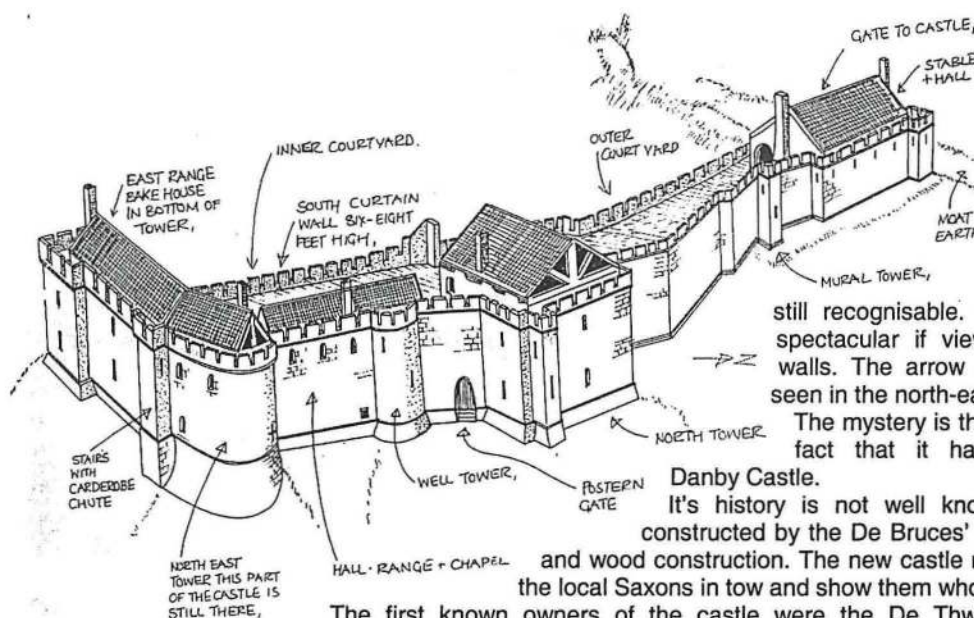 GATE TO CASTLE,
STABLE
+ HALL
INNER COURTYARD.
OUTER
COURT YARD
EAST RANGE
BAKE HOUSE
IN BOTTOM OF
TOWER,
SOUTH CURTAIN
WALL SIX-EIGHT
FEET HIGH,
MOAT
EARTH
MURAL TOWER,
still recognisable.
spectacular if view
walls. The arrow
seen in the north-ea
The mystery is th
fact that it ha
Danby Castle.
It's history is not well kno
constructed by the De Bruces'
and wood construction. The new castle
the local Saxons in tow and show them who
The first known owners of the castle were the De Thw
N
NORTH TOWER
STAIRS
WITH
CARDEROBE
CHUTE
WELL TOWER,
POSTERN
GATE
NORTH EAST
TOWER THIS PART
OF THE CASTLE IS
STILL THERE,
HALL-RANGE + CHAPEL